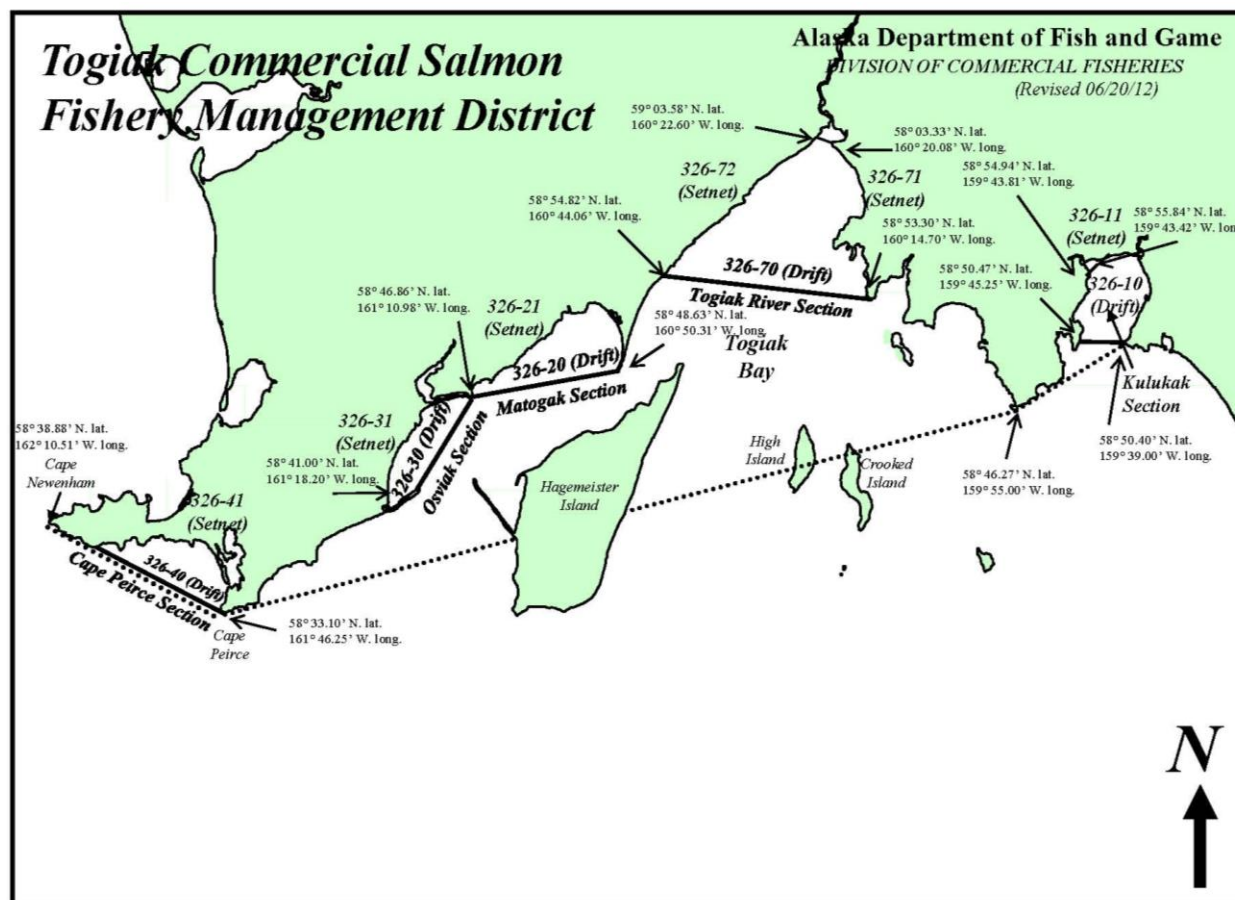 Togiak Commercial Salmon
Fishery Management District
Alaska Department of Fish and Game
DIVISION OF COMMERCIAL FISHERIES
(Revised 06/20/12)
59° 03.58' N. lat.
160° 22.60' W. long.
58° 03.33' N. lat.
160° 20.08' W. long.
326-72
(Setnet)
326-71
(Setnet)
58° 54.94' N. lat.
159° 43.81' W. long.
326-11
(Setnet)
58° 55.84' N. lat.
159° 43.42' W. long
58° 54.82' N. lat.
160° 44.06' W. long.
58° 53.30' N. lat.
160° 14.70' W. long.
58° 50.47' N. lat.
159° 45.25' W. long.
326-70 (Drift)
Togiak River Section
326-10
(Drift)
58° 46.86' N. lat.
161° 10.98' W. long.
326-21
(Setnet)
58° 48.63' N. lat.
160° 50.31' W. long.
Togiak
Bay
326-20 (Drift)
Matogak Section
Kulukak
Section
326-31
(Setnet)
326-30 (Drift)
Osviak Section
58° 41.00' N. lat.
161° 18.20' W. long.
58° 38.88' N. lat.
162° 10.51' W. long.
Cape
Newenham
High
Island
Crooked
Island
58° 46.27' N. lat.
159° 55.00' W. long.
58° 50.40' N. lat.
159° 39.00' W. long.
Hagemeister
Island
326-41
(Setnet)
326-40 (Drift)
Cape Peirce Section
58° 33.10' N. lat.
161° 46.25' W. long.
Cape
Peirce
N